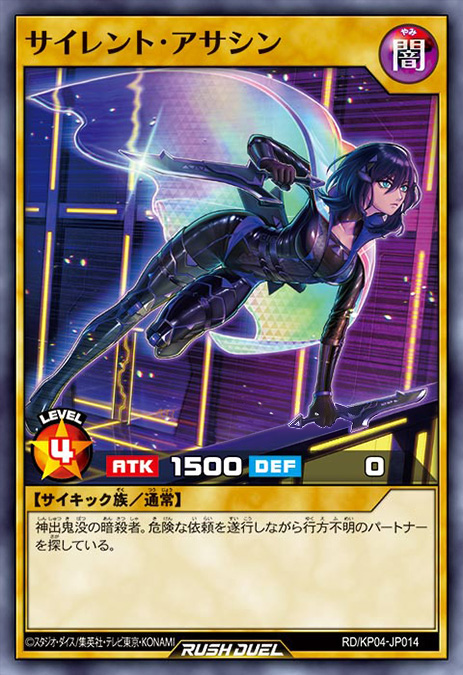 サイレント・アサシン
やみ
闇
LEVEL
4
ATK 1500 DEF 0
【サイキック族／通常】
神出鬼没の暗殺者。危険な依頼を遂行しながら行方不明のパートナー
を探している。
©スタジオ・ダイス/集英社・テレビ東京・KONAMI
RUSH DUEL
RD/KP04-JP014